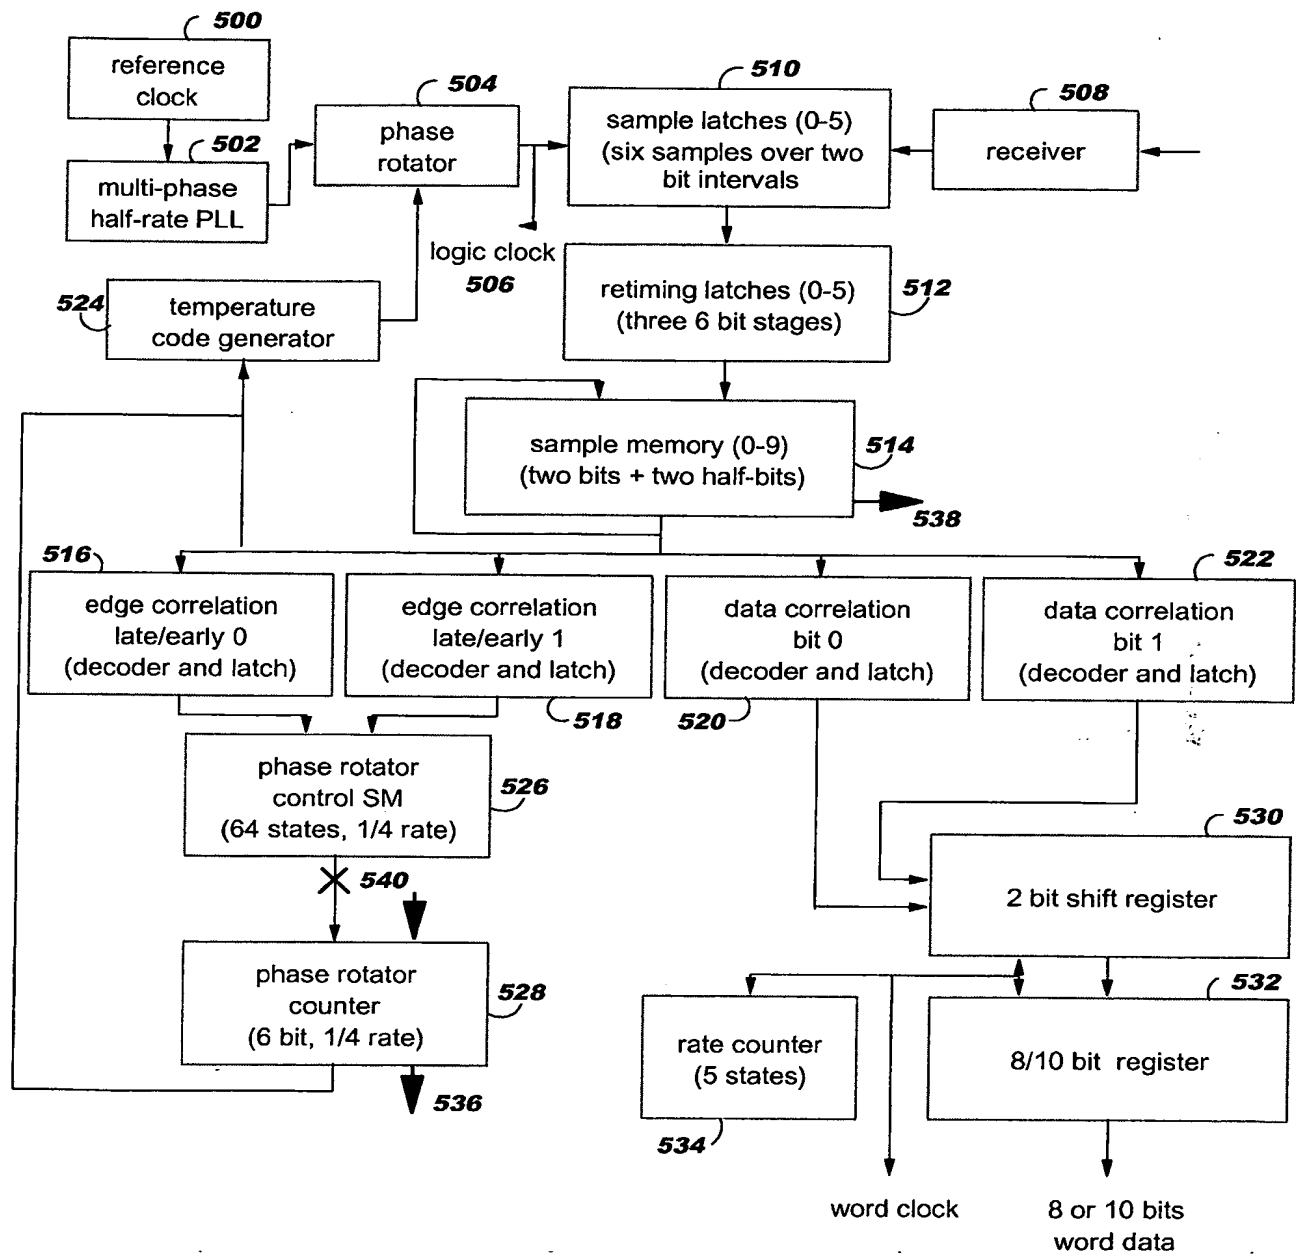 500
reference
clock
502
multi-phase
half-rate PLL
504
phase
rotator
logic clock
506
510
sample latches (0-5)
(six samples over two
bit intervals
508
receiver
retiming latches (0-5)
(three 6 bit stages)
512
524
temperature
code generator
sample memory (0-9)
(two bits + two half-bits)
514
538
516
edge correlation
late/early 0
(decoder and latch)
edge correlation
late/early 1
(decoder and latch)
518
data correlation
bit 0
(decoder and latch)
520
522
data correlation
bit 1
(decoder and latch)
phase rotator
control SM
(64 states, 1/4 rate)
526
540
phase rotator
counter
(6 bit, 1/4 rate)
528
536
530
2 bit shift register
532
8/10 bit register
rate counter
(5 states)
534
word clock
8 or 10 bits
word data